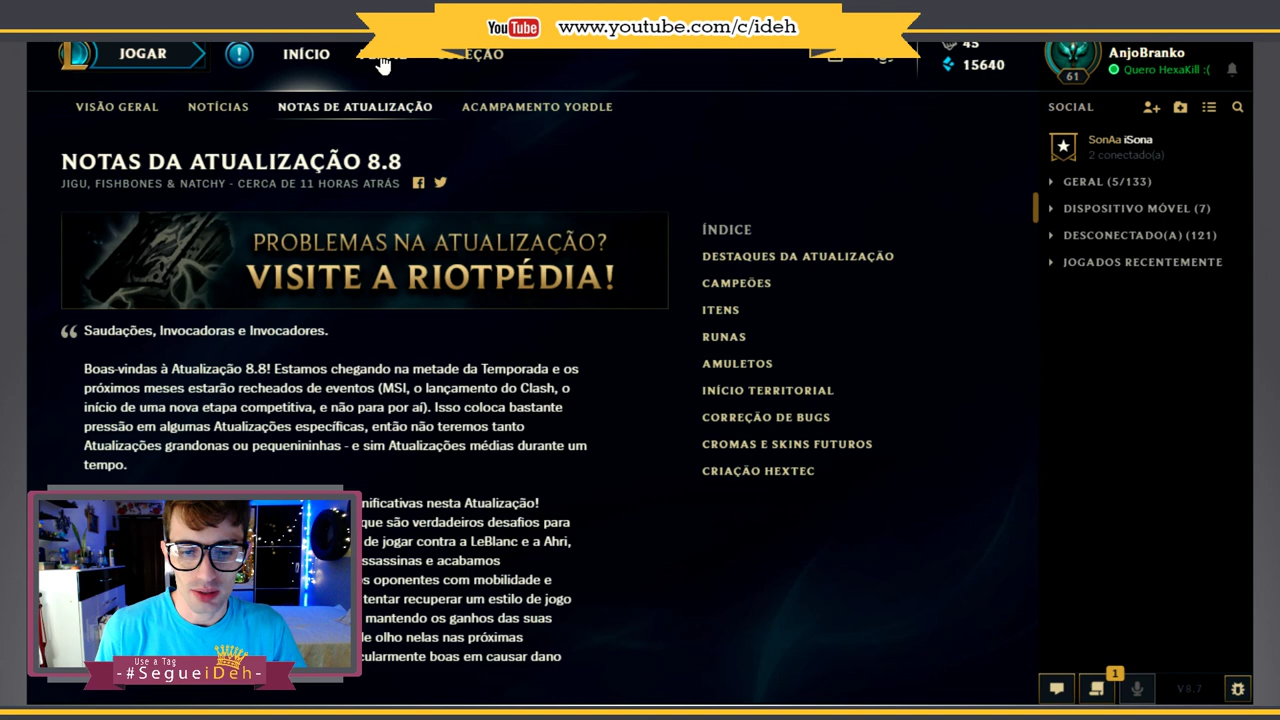 YouTube www.youtube.com/c/ideh
JOGAR
INÍCIO
45
15640
61
AnjoBranko
Quero HexaKill :(
VISÃO GERAL
NOTÍCIAS
NOTAS DE ATUALIZAÇÃO
ACAMPAMENTO YORDLE
SOCIAL
SonAa iSona
2 conectado(a)
GERAL (5/133)
DISPOSITIVO MÓVEL (7)
DESCONECTADO(A) (121)
JOGADOS RECENTEMENTE
NOTAS DA ATUALIZAÇÃO 8.8
JIGU, FISHBONES & NATCHY - CERCA DE 11 HORAS ATRÁS
PROBLEMAS NA ATUALIZAÇÃO?
VISITE A RIOTPÉDIA!
Saudações, Invocadoras e Invocadores.
Boas-vindas à Atualização 8.8! Estamos chegando na metade da Temporada e os
próximos meses estarão recheados de eventos (MSI, o lançamento do Clash, o
início de uma nova etapa competitiva, e não para por aí). Isso coloca bastante
pressão em algumas Atualizações específicas, então não teremos tanto
Atualizações grandonas ou pequenininhas - e sim Atualizações médias durante um
tempo.
nificativas nesta Atualização!
que são verdadeiros desafios para
de jogar contra a LeBlanc e a Ahri,
ssassinas e acabamos
s oponentes com mobilidade e
tentar recuperar um estilo de jogo
mantendo os ganhos das suas
de olho nelas nas próximas
cularmente boas em causar dano
ÍNDICE
DESTAQUES DA ATUALIZAÇÃO
CAMPEÕES
ITENS
RUNAS
AMULETOS
INÍCIO TERRITORIAL
CORREÇÃO DE BUGS
CROMAS E SKINS FUTUROS
CRIAÇÃO HEXTEC
Use a Tag
-#SegueiDeh-
1
V8.7